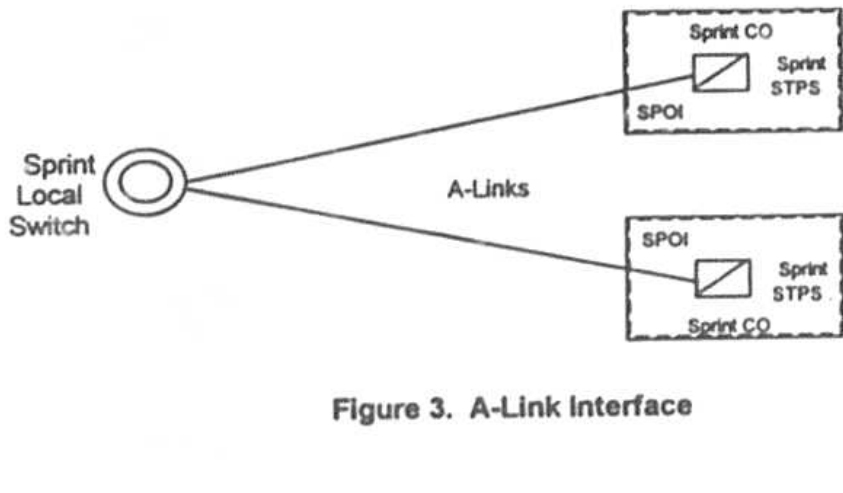 Sprint CO
Sprint
STPS
SPOI
Sprint
Local
Switch
A-Links
SPOI
Sprint
STPS
Sprint CO
Figure 3. A-Link Interface